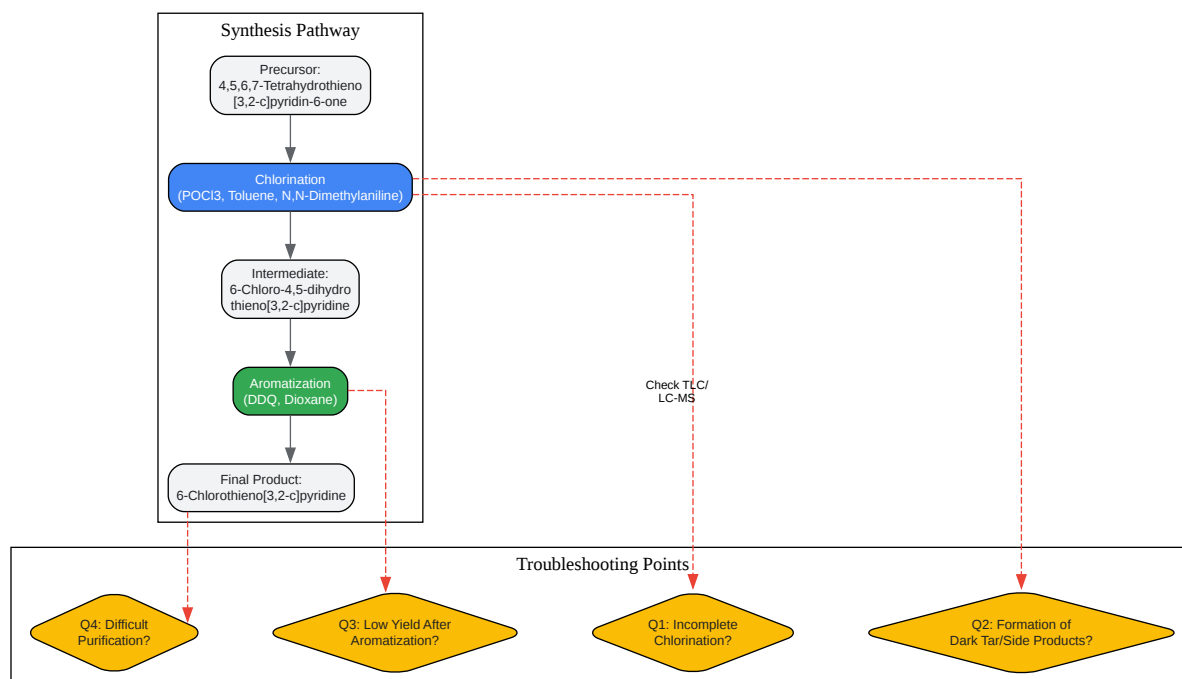 Synthesis Pathway
Precursor:
4,5,6,7-Tetrahydrothieno
[3,2-c]pyridin-6-one
Chlorination
(POCl3, Toluene, N,N-Dimethylaniline)
Intermediate:
6-Chloro-4,5-dihydro
thieno[3,2-c]pyridine
Aromatization
(DDQ, Dioxane)
Check TLC/
LC-MS
Final Product:
6-Chlorothieno[3,2-c]pyridine
Troubleshooting Points
Q4: Difficult
Purification?
Q3: Low Yield After
Aromatization?
Q1: Incomplete
Chlorination?
Q2: Formation of
Dark Tar/Side Products?